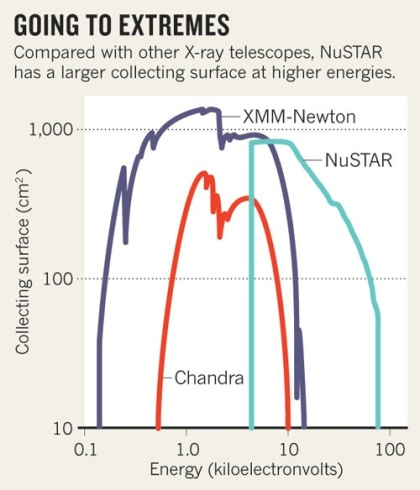 GOING TO EXTREMES
Compared with other X-ray telescopes, NuSTAR
has a larger collecting surface at higher energies.
Collecting surface (cm²)
1,000
100
10
XMM-Newton
NuSTAR
Chandra
0.1
1.0
10
100
Energy (kiloelectronvolts)